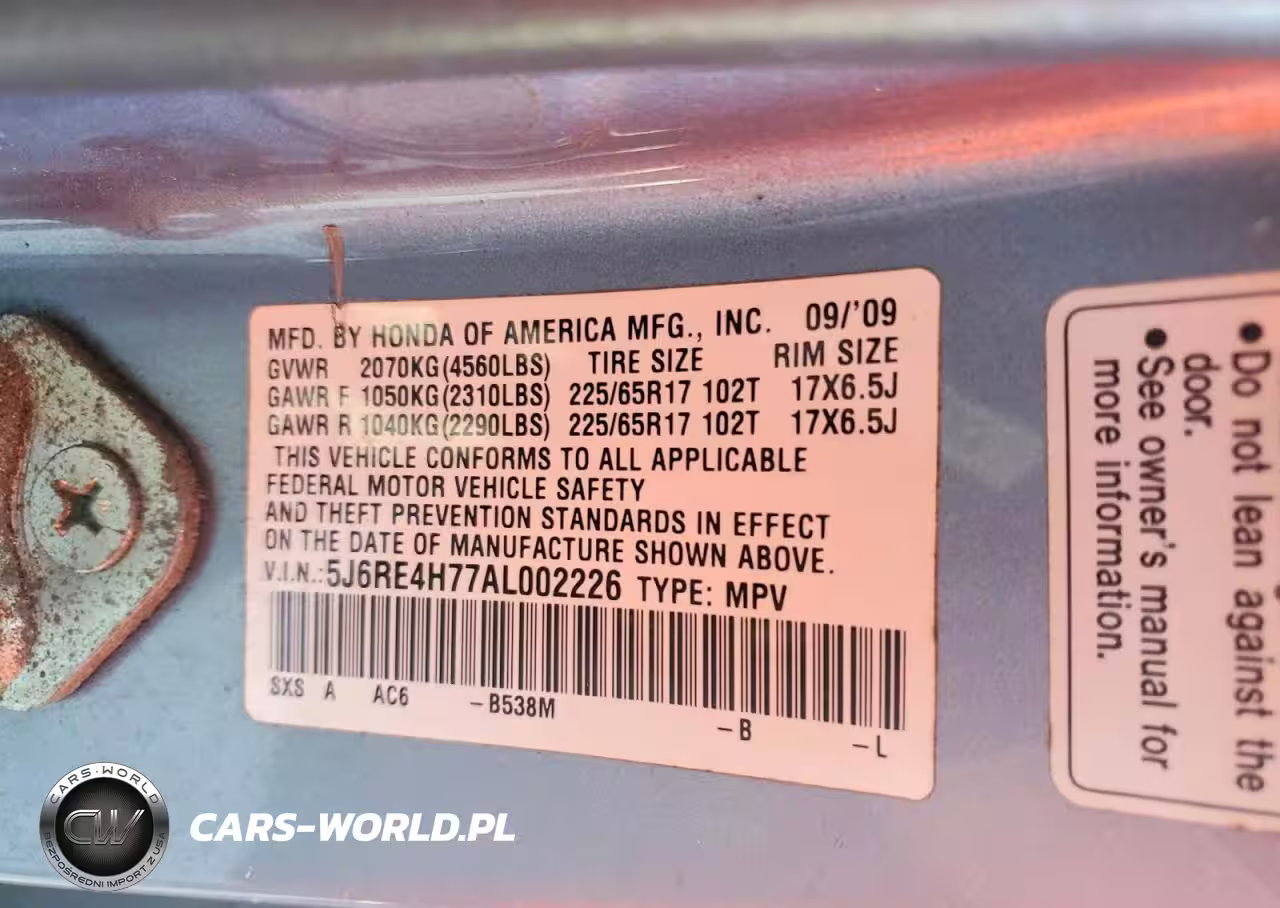 MFD. BY HONDA OF AMERICA MFG., INC. 09/'09
GVWR 2070KG(4560LBS) TIRE SIZE RIM SIZE
GAWR F 1050KG(2310LBS) 225/65R17 102T 17X6.5J
GAWR R 1040KG(2290LBS) 225/65R17 102T 17X6.5J
THIS VEHICLE CONFORMS TO ALL APPLICABLE
FEDERAL MOTOR VEHICLE SAFETY
AND THEFT PREVENTION STANDARDS IN EFFECT
ON THE DATE OF MANUFACTURE SHOWN ABOVE.
V.I.N.:5J6RE4H77AL002226 TYPE: MPV
SXS A AC6 -B538M -B -L
•Do not lean against the
door.
•See owner's manual for
more information.
CARS-WORLD
CW
BEZPOŚREDNI IMPORT Z USA
CARS-WORLD.PL